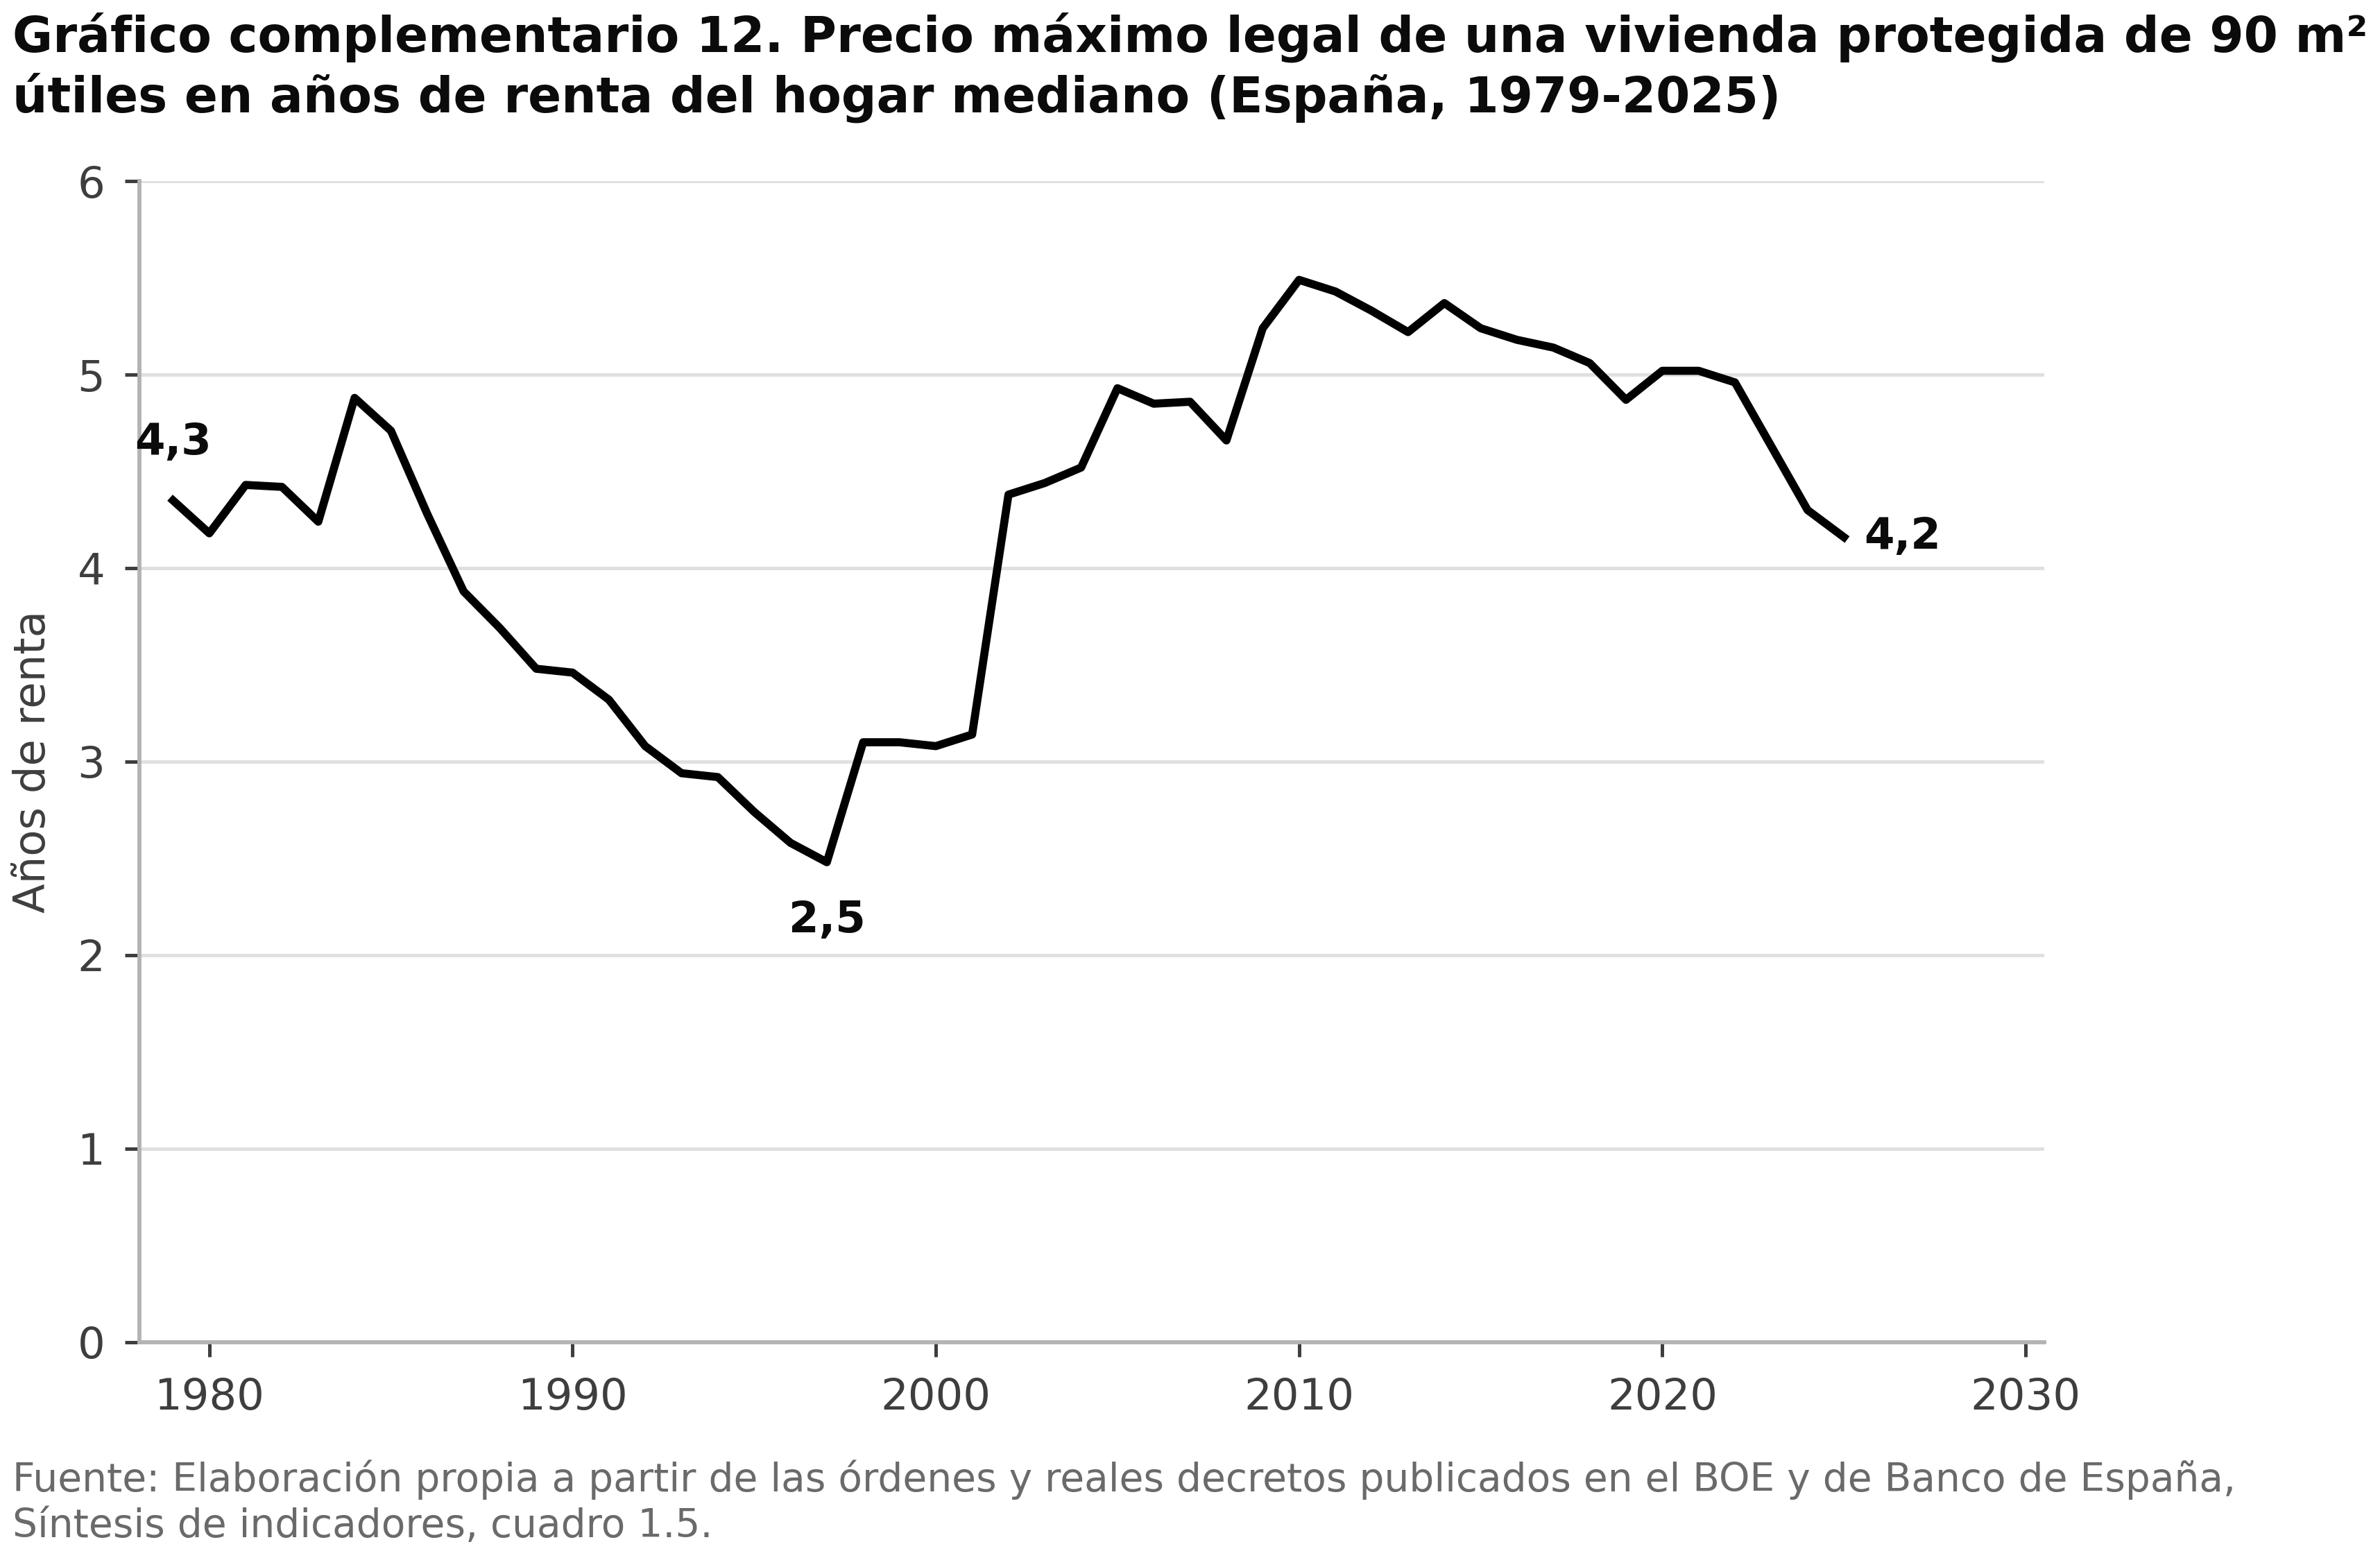 Gráfico complementario 12. Precio máximo legal de una vivienda protegida de 90 m²
útiles en años de renta del hogar mediano (España, 1979-2025)
6
5
4,3
4,2
4
Años de renta
3
2,5
2
1
0
1980 1990 2000 2010 2020 2030
Fuente: Elaboración propia a partir de las órdenes y reales decretos publicados en el BOE y de Banco de España,
Síntesis de indicadores, cuadro 1.5.